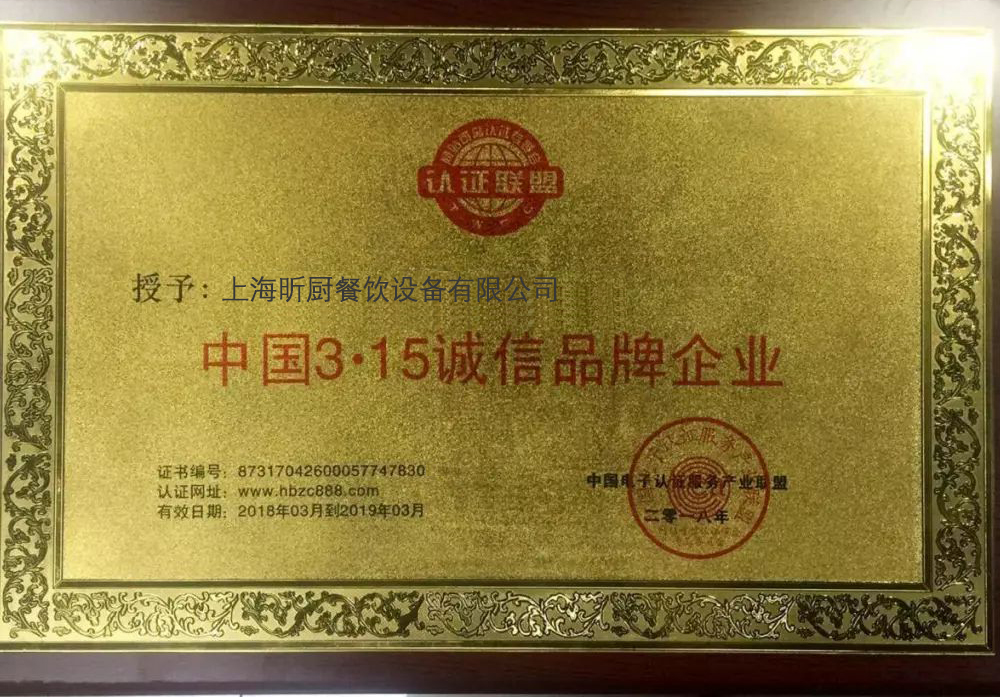 认证联盟
授予：上海昕厨餐饮设备有限公司
中国3·15诚信品牌企业
证书编号：87317042600057747830
认证网址：www.hbzc888.com
有效日期：2018年03月到2019年03月
中国电子认证服务产业联盟
二零一八年